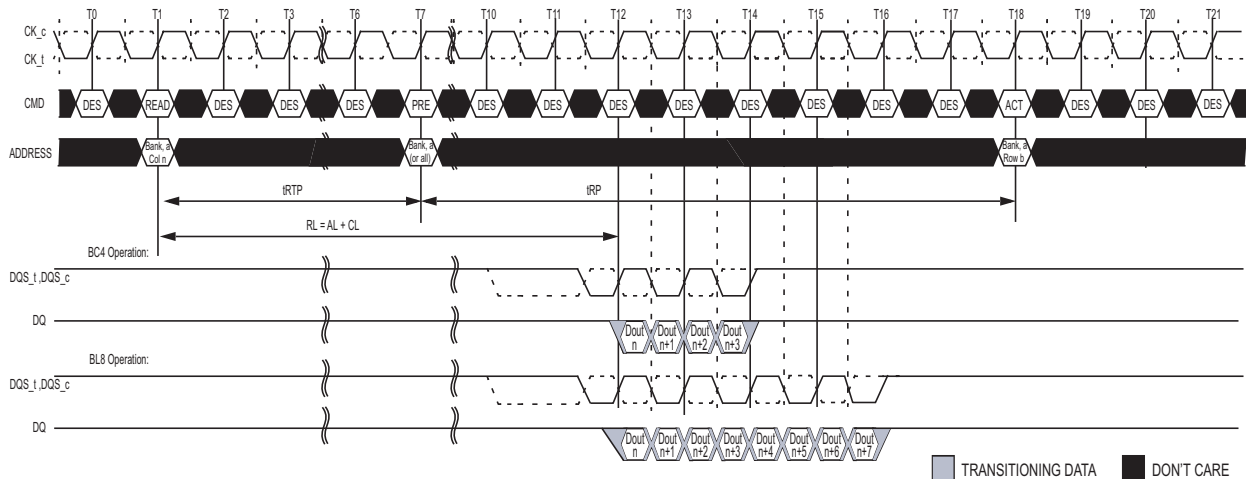 T0 T1 T2 T3 T6 T7 T10 T11 T12 T13 T14 T15 T16 T17 T18 T19 T20 T21
CK_c
CK_t
CMD DES READ DES DES DES PRE DES DES DES DES DES DES DES DES ACT DES DES DES
ADDRESS Bank, a Bank, a Bank, a
Col n (or all) Row b
tRTP tRP
RL = AL + CL
BC4 Operation:
DQS_t ,DQS_c
DQ Dout Dout Dout Dout
n n+1 n+2 n+3
BL8 Operation:
DQS_t ,DQS_c
DQ Dout Dout Dout Dout Dout Dout Dout Dout
n n+1 n+2 n+3 n+4 n+5 n+6 n+7
TRANSITIONING DATA DON'T CARE